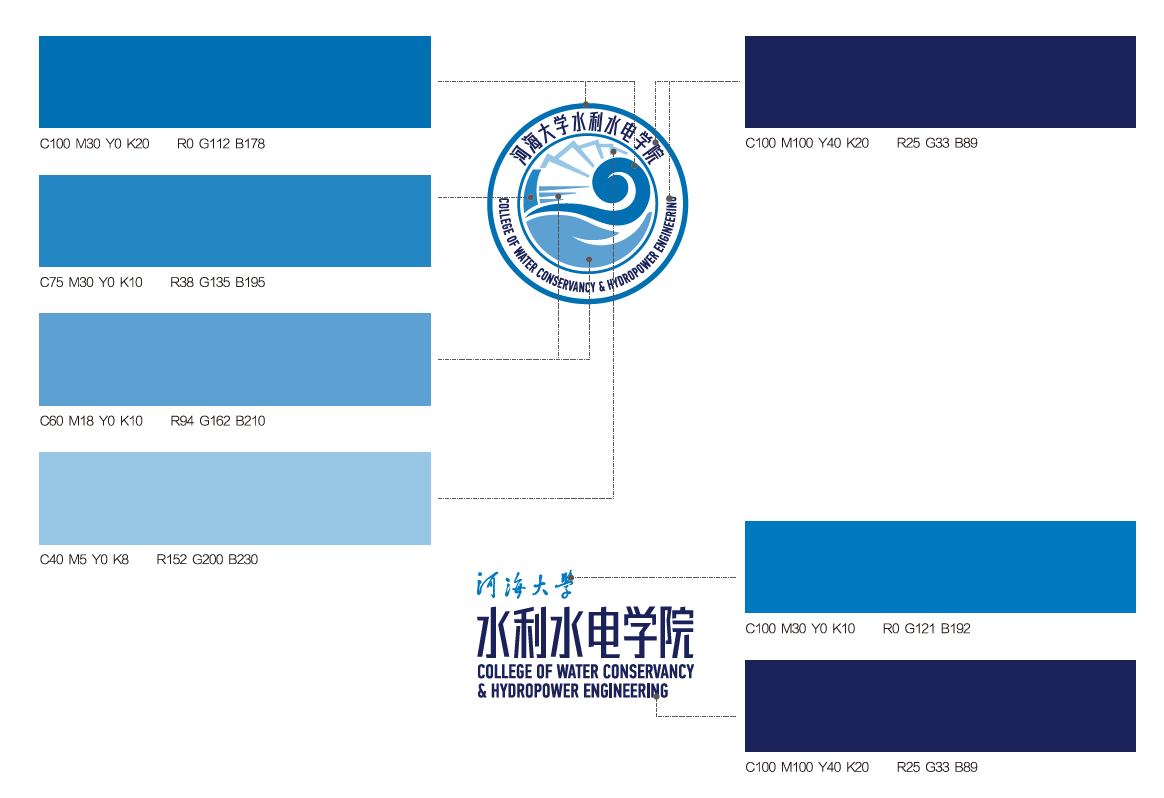 C100 M30 Y0 K20 R0 G112 B178
C75 M30 Y0 K10 R38 G135 B195
C60 M18 Y0 K10 R94 G162 B210
C40 M5 Y0 K8 R152 G200 B230
河海大学水利水电学院
COLLEGE OF WATER CONSERVANCY & HYDROPOWER ENGINEERING
C100 M100 Y40 K20 R25 G33 B89
河海大學
水利水电学院
COLLEGE OF WATER CONSERVANCY
& HYDROPOWER ENGINEERING
C100 M30 Y0 K10 R0 G121 B192
C100 M100 Y40 K20 R25 G33 B89